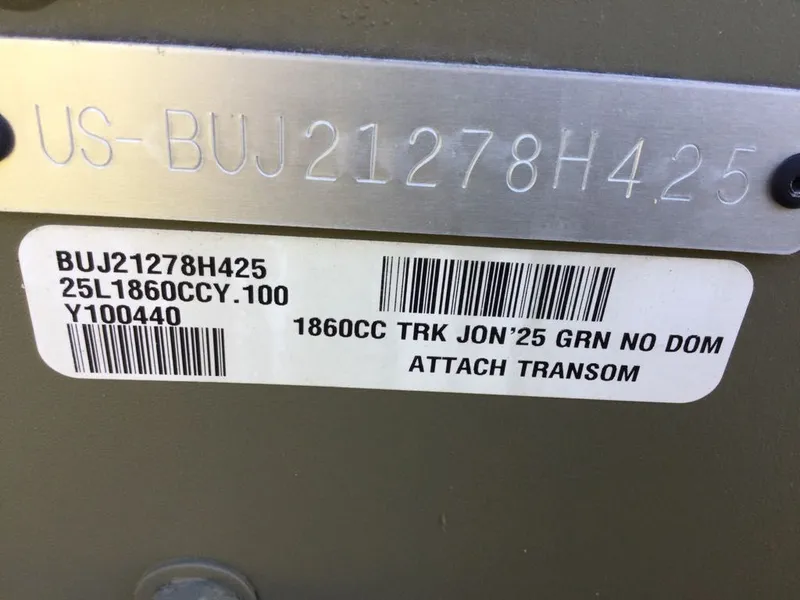 US-BUJ21278H425
BUJ21278H425
25L1860CCY.100
Y100440
1860CC TRK JON'25 GRN NO DOM
ATTACH TRANSOM